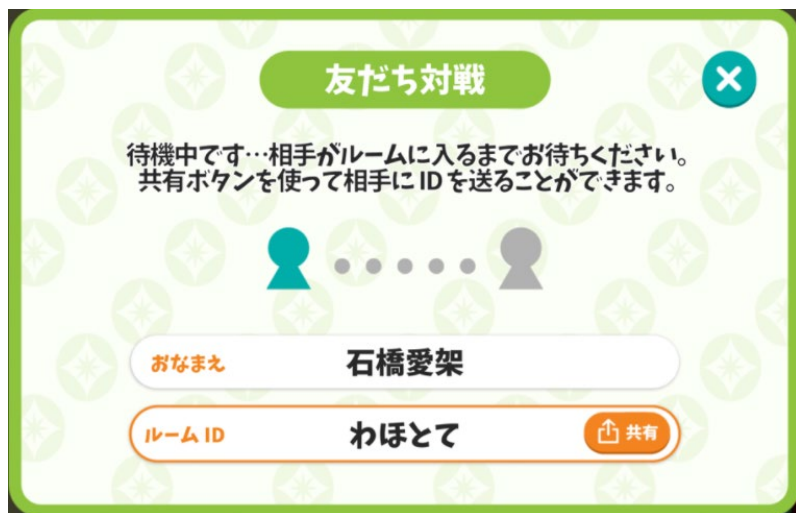 友だち対戦
待機中です…相手がルームに入るまでお待ちください。
共有ボタンを使って相手にIDを送ることができます。
おなまえ 石橋愛架
ルームID わほとて 共有